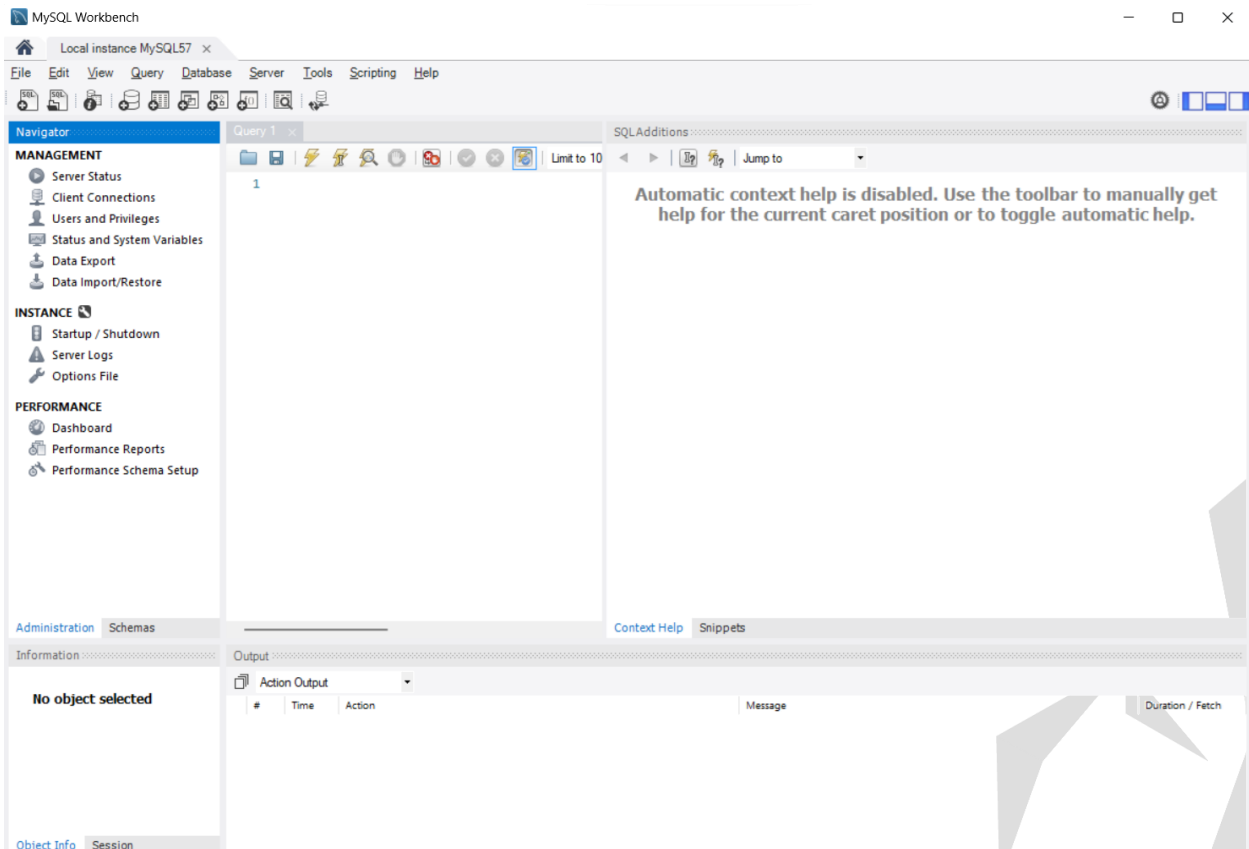 MySQL Workbench
Local instance MySQL57
File Edit View Query Database Server Tools Scripting Help
Navigator
MANAGEMENT
Server Status
Client Connections
Users and Privileges
Status and System Variables
Data Export
Data Import/Restore
INSTANCE
Startup / Shutdown
Server Logs
Options File
PERFORMANCE
Dashboard
Performance Reports
Performance Schema Setup
Administration Schemas
Query 1
Limit to 10
1
SQLAdditions
Jump to
Automatic context help is disabled. Use the toolbar to manually get
help for the current caret position or to toggle automatic help.
Context Help Snippets
Information
No object selected
Object Info Session
Output
Action Output
# Time Action Message Duration / Fetch